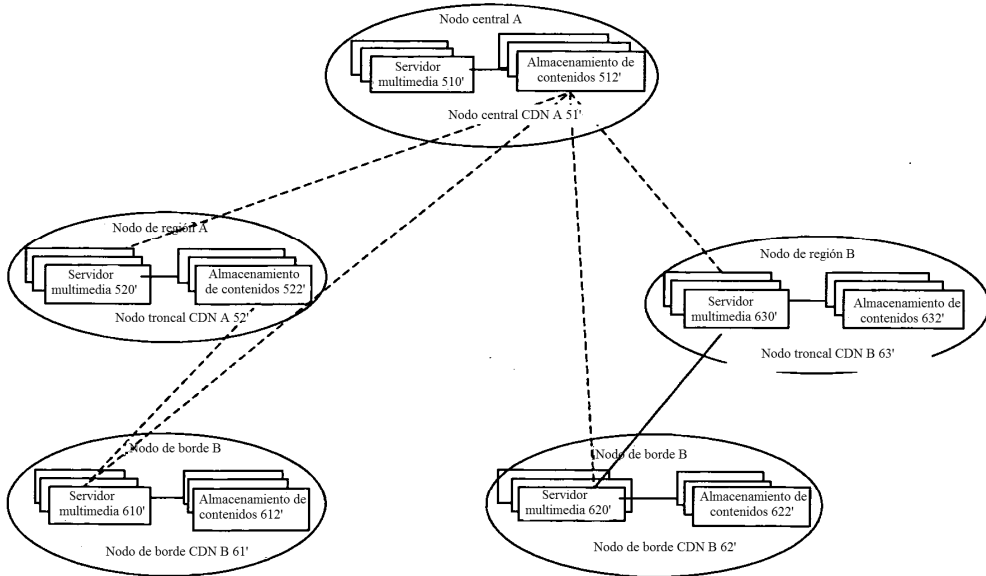 Nodo central A
Servidor
multimedia 510'
Almacenamiento de
contenidos 512'
Nodo central CDN A 51'
Nodo de región A
Servidor
multimedia 520'
Almacenamiento
de contenidos 522'
Nodo troncal CDN A 52'
Nodo de región B
Servidor
multimedia 630'
Almacenamiento de
contenidos 632'
Nodo troncal CDN B 63'
Nodo de borde B
Servidor
multimedia 610'
Almacenamiento de
contenidos 612'
Nodo de borde CDN B 61'
Nodo de borde B
Servidor
multimedia 620'
Almacenamiento de
contenidos 622'
Nodo de borde CDN B 62'